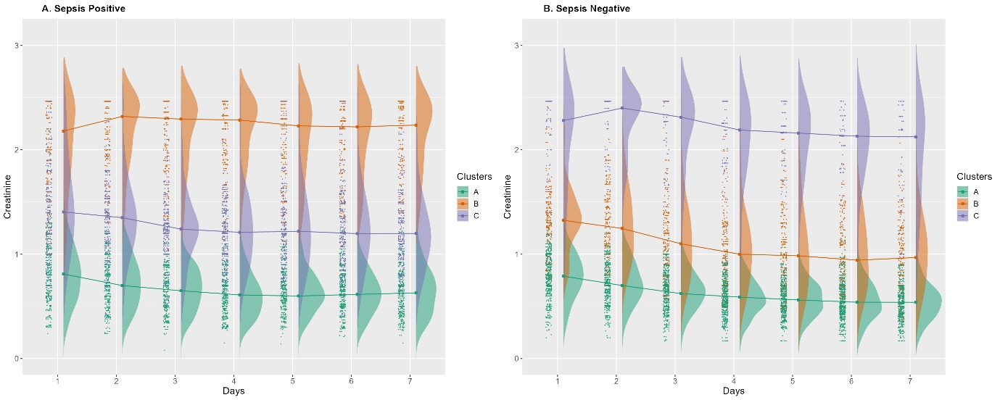 A. Sepsis Positive
Creatinine
3
2
1
0
1 2 3 4 5 6 7
Days
Clusters
A
B
C
B. Sepsis Negative
Creatinine
3
2
1
0
1 2 3 4 5 6 7
Days
Clusters
A
B
C